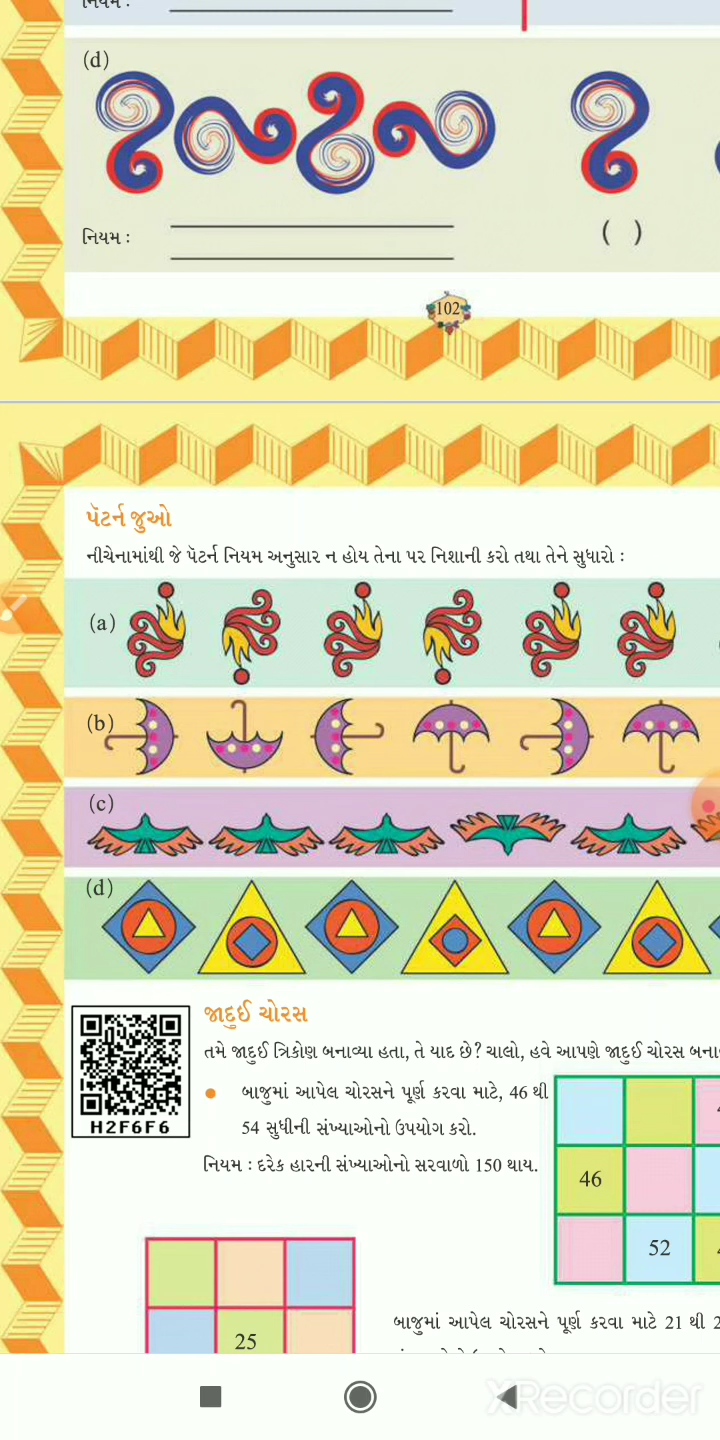 નિયમ :
(d)
નિયમ :
( )
102
પૅટર્ન જુઓ
નીચેનામાંથી જે પૅટર્ન નિયમ અનુસાર ન હોય તેના પર નિશાની કરો તથા તેને સુધારો :
(a)
(b)
(c)
(d)
જાદુઈ ચોરસ
તમે જાદુઈ ત્રિકોણ બનાવ્યા હતા, તે યાદ છે? ચાલો, હવે આપણે જાદુઈ ચોરસ
બાજુમાં આપેલ ચોરસને પૂર્ણ કરવા માટે, 46 થી
54 સુધીની સંખ્યાઓનો ઉપયોગ કરો.
H2F6F6
નિયમ : દરેક હારની સંખ્યાઓનો સરવાળો 150 થાય.
46
52
25
બાજુમાં આપેલ ચોરસને પૂર્ણ કરવા માટે 21 થી
XRecorder